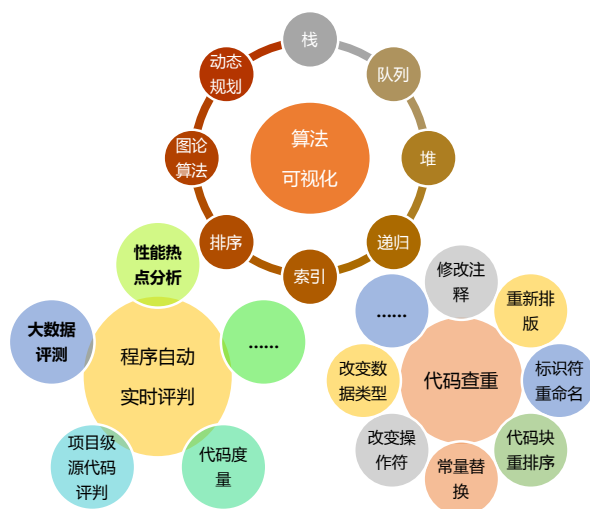 算法
可视化
栈
队列
堆
递归
索引
排序
图论
算法
动态
规划
程序自动
实时评判
性能热
点分析
……
代码度
量
项目级
源代码
评判
大数据
评测
代码查重
修改注
释
重新排
版
标识符
重命名
代码块
重排序
常量替
换
改变操
作符
改变数
据类型
……